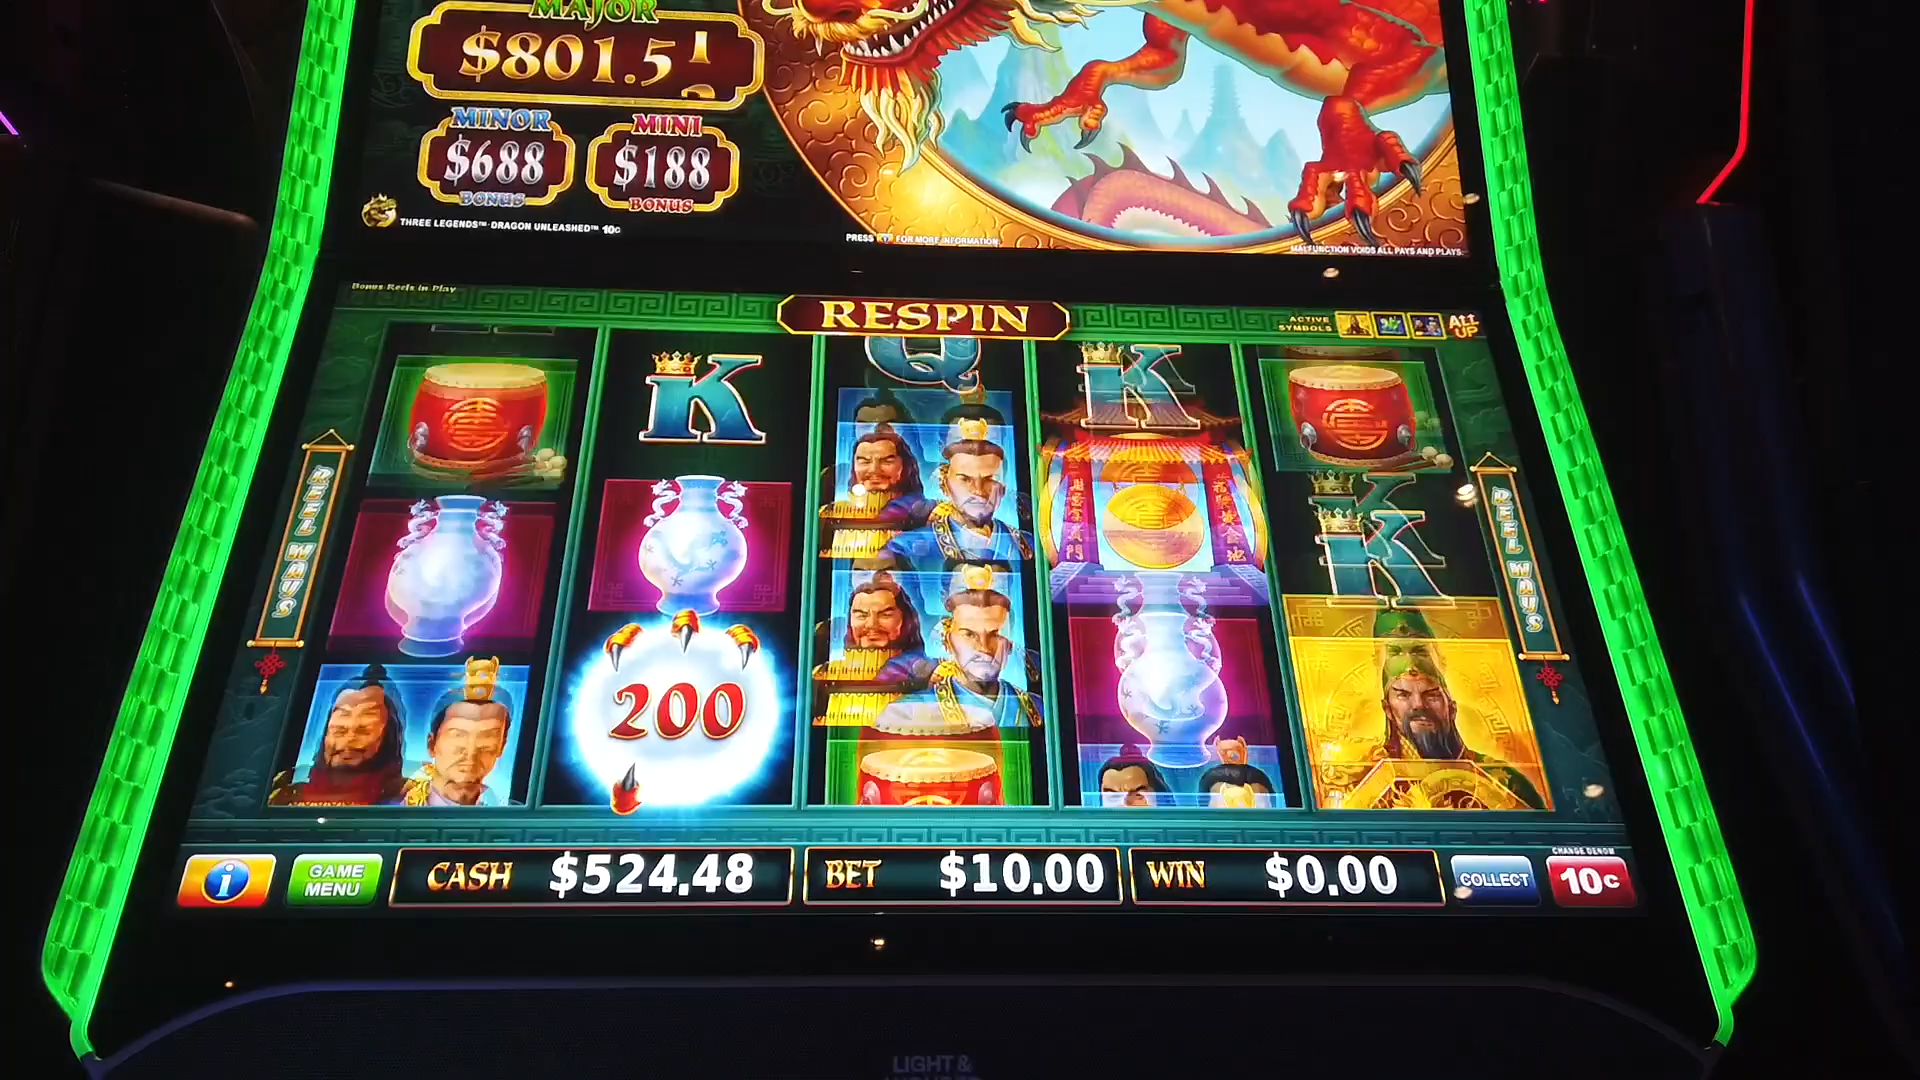 MAJOR
$801.5
MINOR
$688
BONUS
MINI
$188
BONUS
THREE LEGENDS™ - DRAGON UNLEASHED™ 10¢
PRESS FOR MORE INFORMATION.
MALFUNCTION VOIDS ALL PAYS AND PLAYS.
Bonus Reels in Play
RESPIN
ACTIVE
SYMBOLS
ALL
UP
K
Q
K
K
K
REEL WAYS
REEL WAYS
200
i
GAME
MENU
CASH $524.48
BET $10.00
WIN $0.00
COLLECT
CHANGE DENOM
10¢
LIGHT &